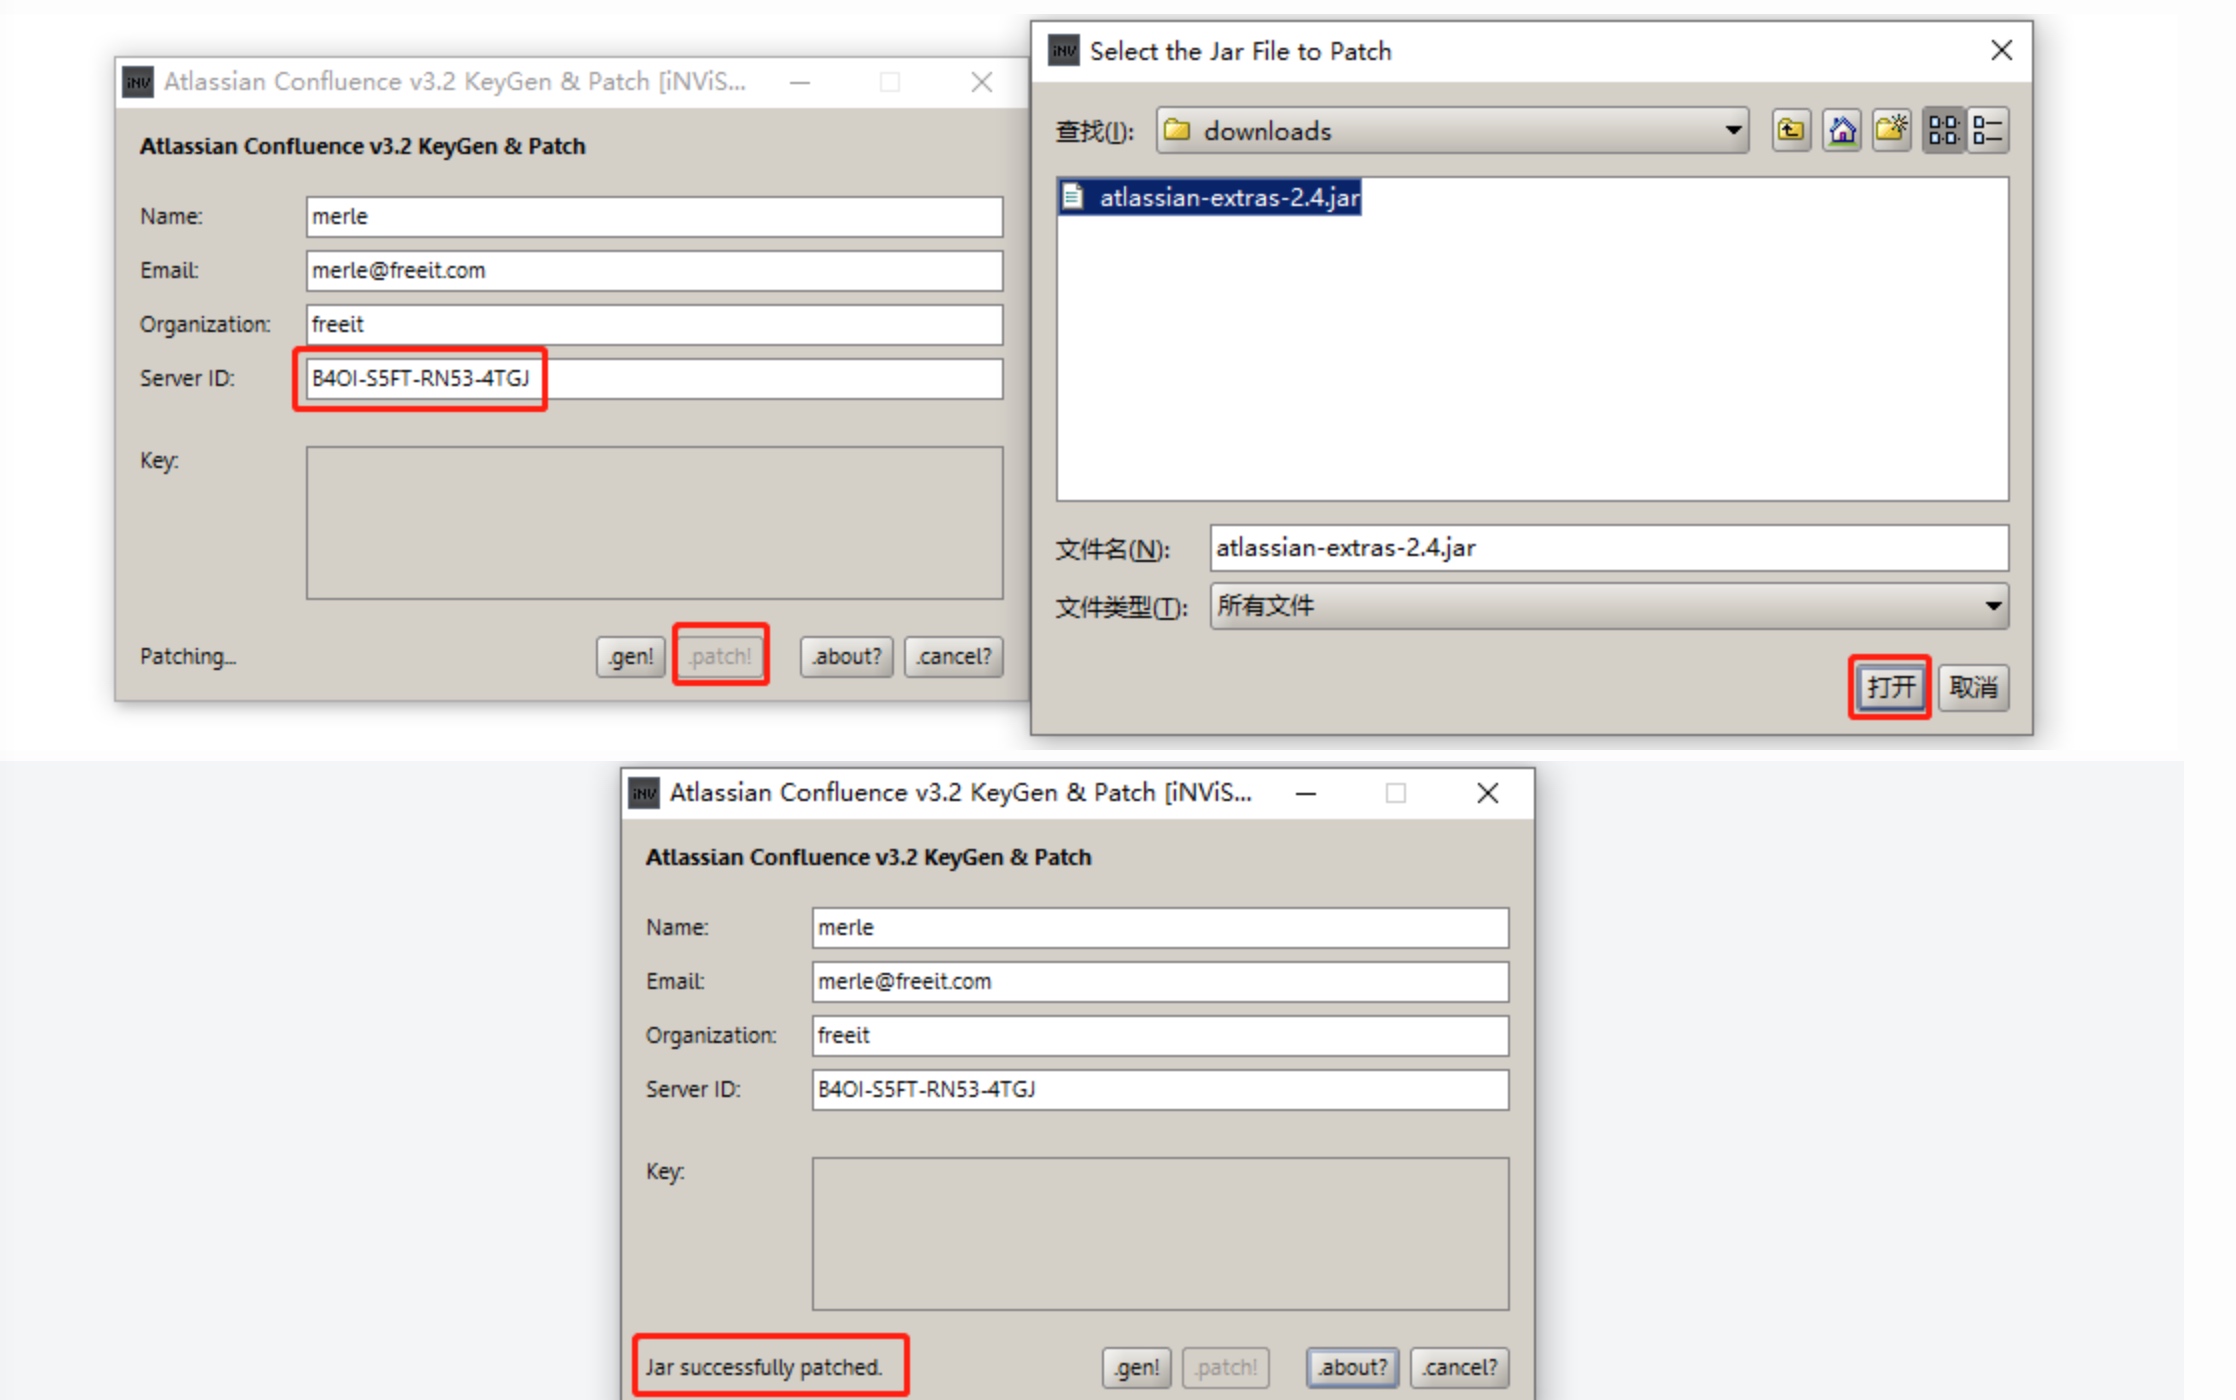 iNV Atlassian Confluence v3.2 KeyGen & Patch [iNViS...
Atlassian Confluence v3.2 KeyGen & Patch
Name: merle
Email: merle@freeit.com
Organization: freeit
Server ID: B4OI-S5FT-RN53-4TGJ
Key:
Patching... .gen! .patch! .about? .cancel?
iNV Select the Jar File to Patch
查找(I): downloads
atlassian-extras-2.4.jar
文件名(N): atlassian-extras-2.4.jar
文件类型(T): 所有文件
打开 取消
iNV Atlassian Confluence v3.2 KeyGen & Patch [iNViS...
Atlassian Confluence v3.2 KeyGen & Patch
Name: merle
Email: merle@freeit.com
Organization: freeit
Server ID: B4OI-S5FT-RN53-4TGJ
Key:
Jar successfully patched. .gen! .patch! .about? .cancel?